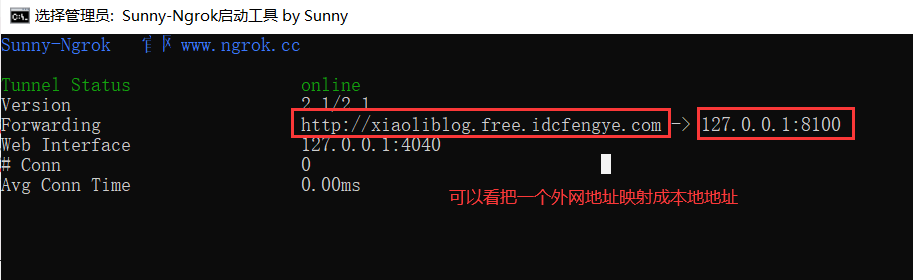 选择管理员: Sunny-Ngrok启动工具 by Sunny
Sunny-Ngrok 官网 www.ngrok.cc
Tunnel Status online
Version 2.1/2.1
Forwarding http://xiaoliblog.free.idcfengye.com -> 127.0.0.1:8100
Web Interface 127.0.0.1:4040
# Conn 0
Avg Conn Time 0.00ms
可以看把一个外网地址映射成本地地址